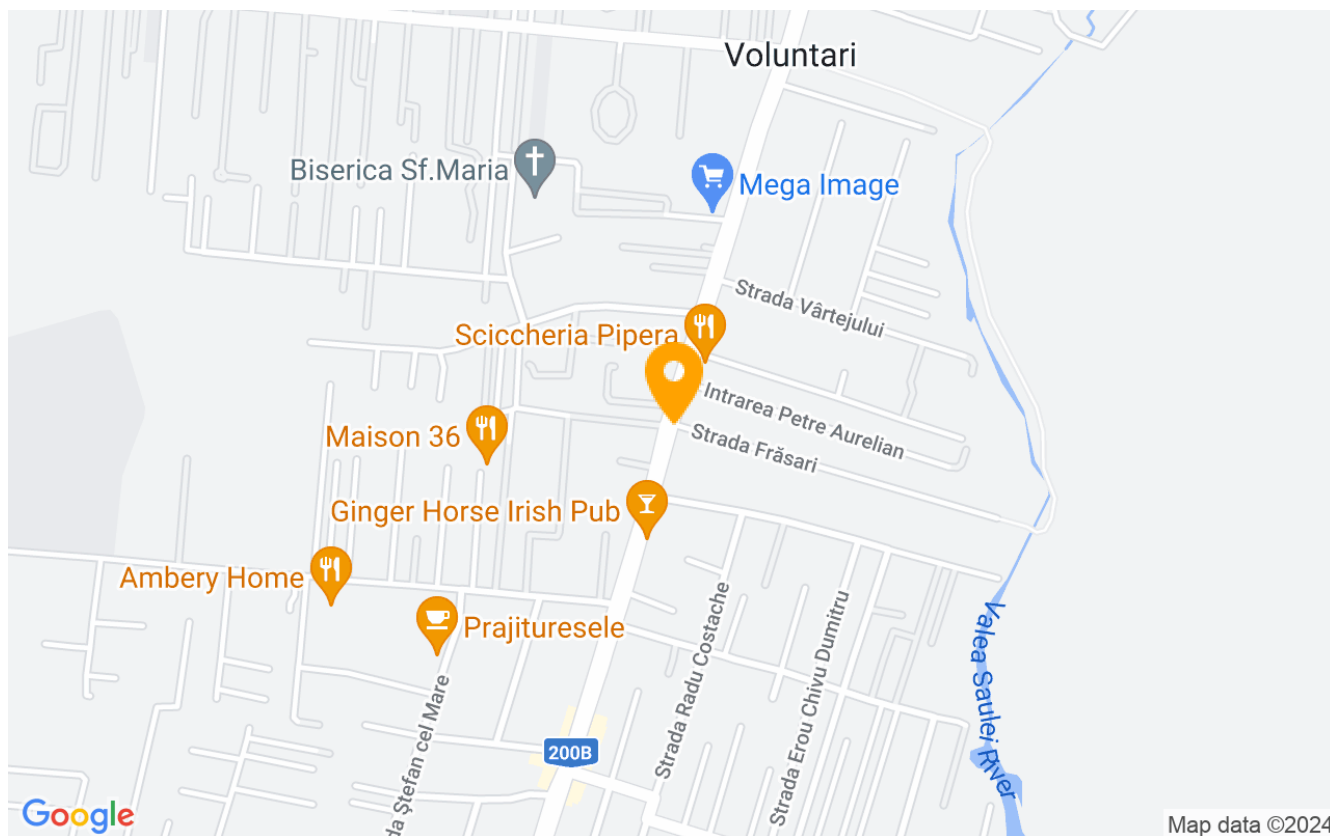 Voluntari
Biserica Sf.Maria
Mega Image
Strada Vârtejului
Sciccheria Pipera
Intrarea Petre Aurelian
Maison 36
Strada Frăsari
Ginger Horse Irish Pub
Ambery Home
Prajituresele
Strada Radu Costache
Strada Erou Chivu Dumitru
Valea Saulei River
da Ștefan cel Mare
200B
Google
Map data ©2024